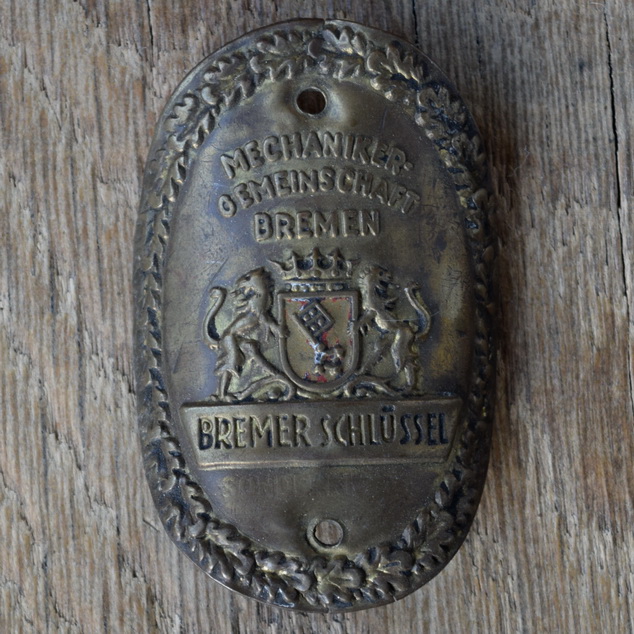 MECHANIKER-
GEMEINSCHAFT
BREMEN
BREMER SCHLÜSSEL